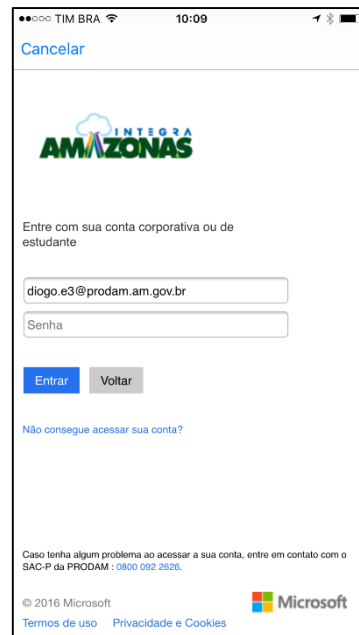 TIM BRA 10:09
Cancelar
INTEGRA
AMAZONAS
Entre com sua conta corporativa ou de
estudante
diogo.e3@prodam.am.gov.br
Senha
Entrar Voltar
Não consegue acessar sua conta?
Caso tenha algum problema ao acessar a sua conta, entre em contato com o
SAC-P da PRODAM : 0800 092 2626.
© 2016 Microsoft Microsoft
Termos de uso Privacidade e Cookies